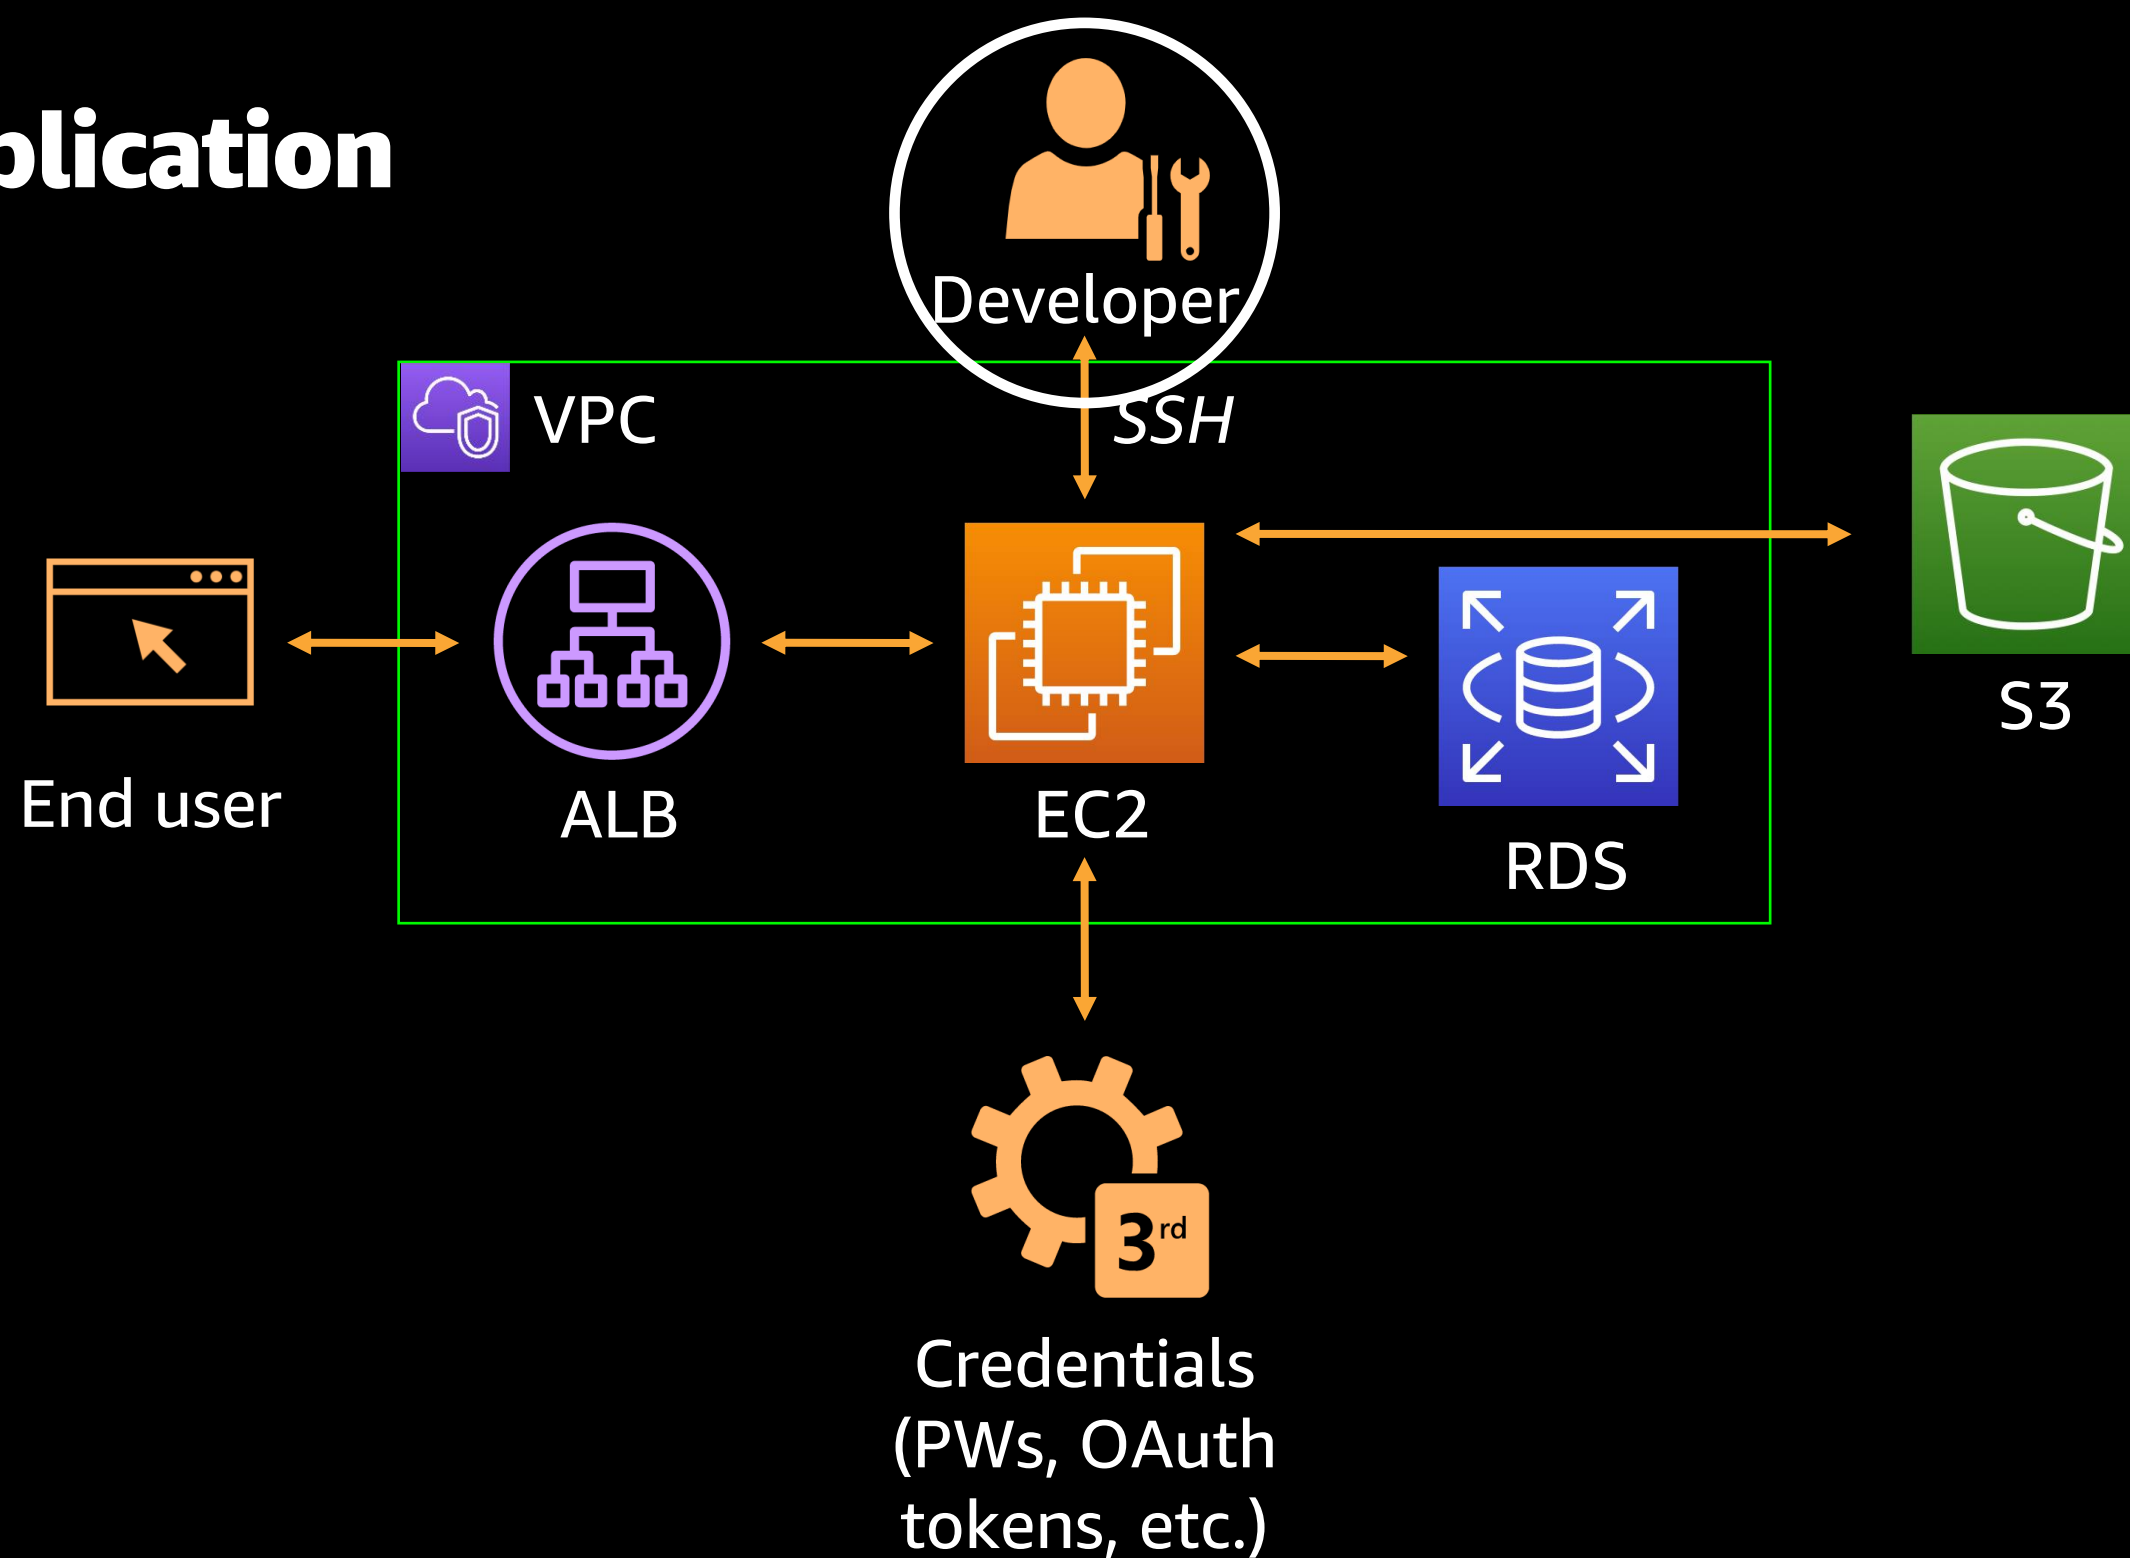 plication
Developer
VPC
SSH
S3
End user
ALB
EC2
RDS
3rd
Credentials
(PWs, OAuth
tokens, etc.)